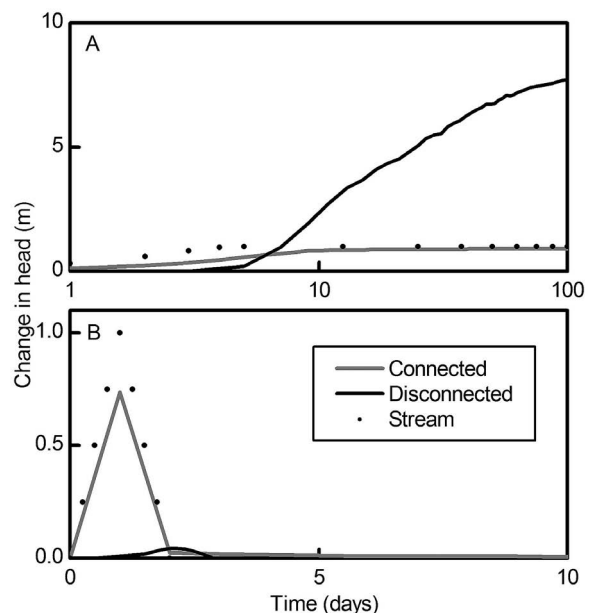 Change in head (m)
10
A
5
0
1
10
100
1.0
B
0.5
0.0
0
5
10
Connected
Disconnected
Stream
Time (days)